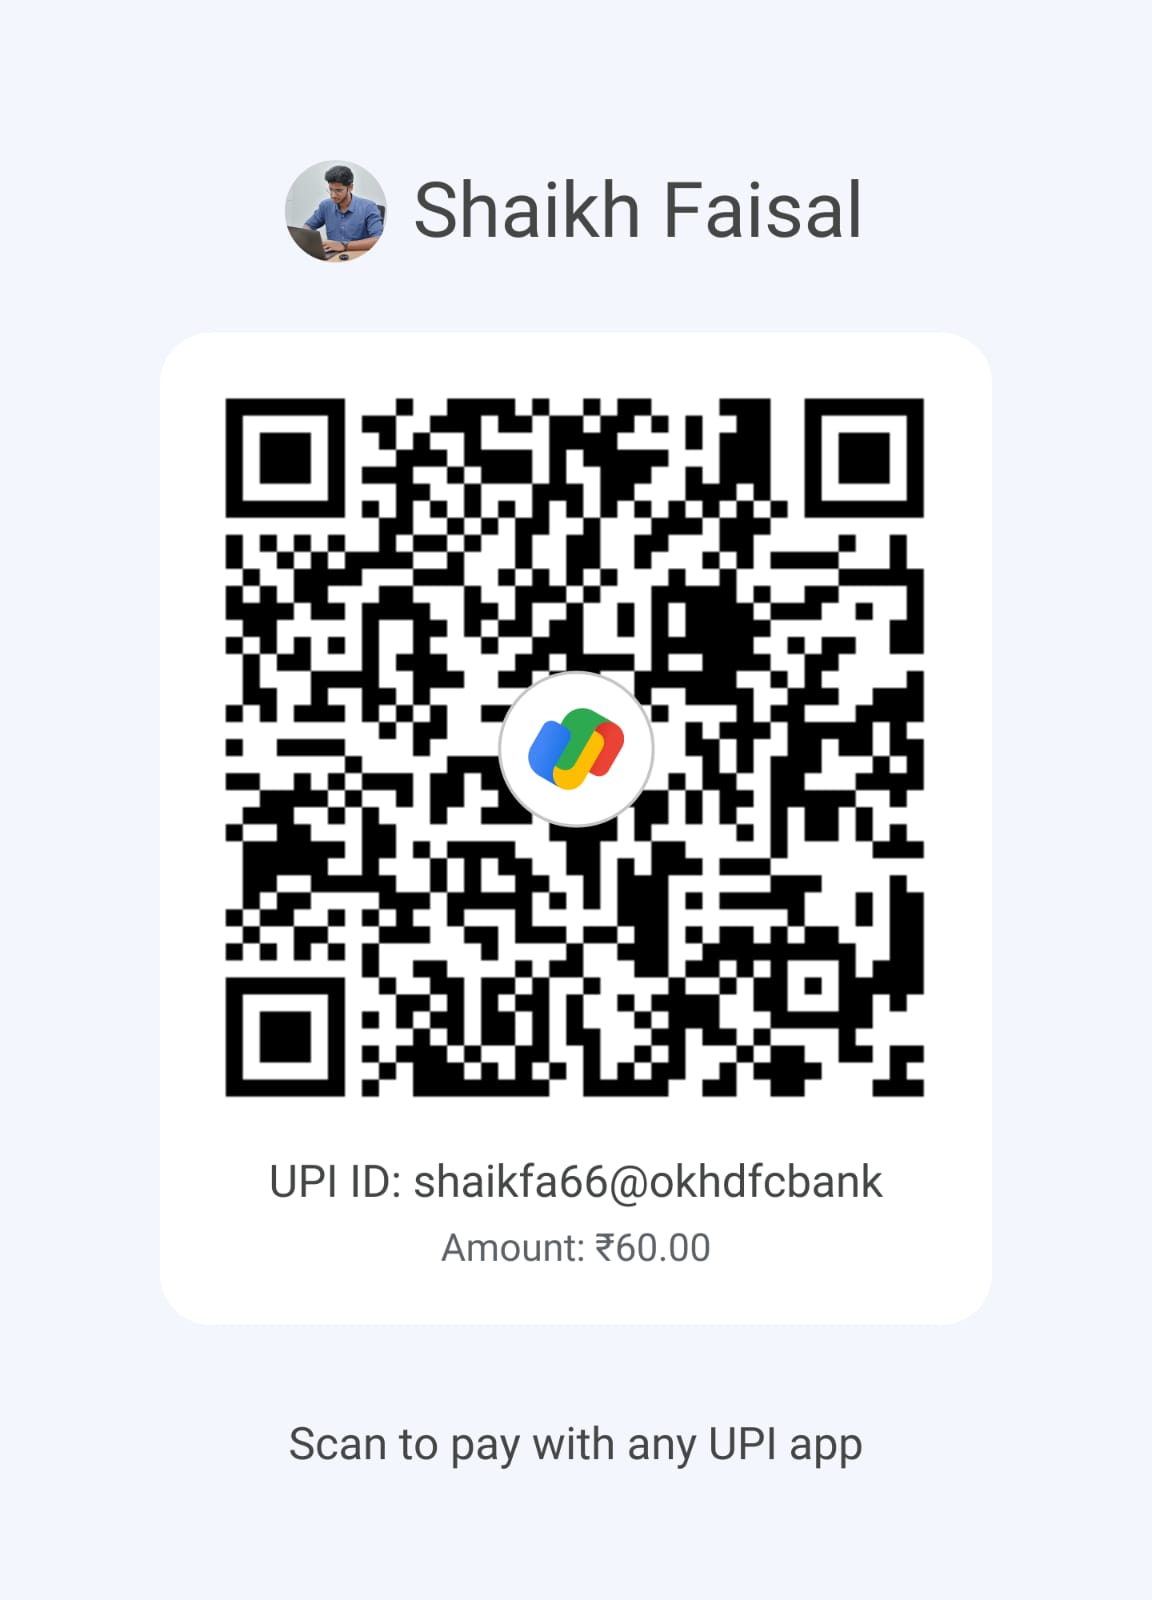 Shaikh Faisal
UPI ID: shaikfa66@okhdfcbank
Amount: ₹60.00
Scan to pay with any UPI app